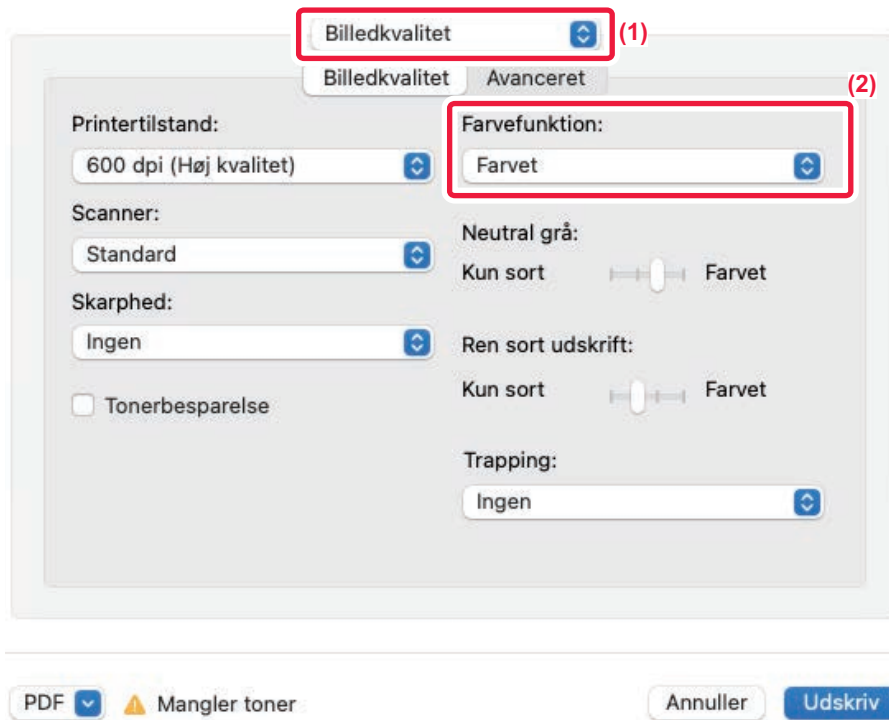 Billedkvalitet
(1)
Billedkvalitet Avanceret
(2)
Printertilstand:
600 dpi (Høj kvalitet)
Scanner:
Standard
Skarphed:
Ingen
Tonerbesparelse
Farvefunktion:
Farvet
Neutral grå:
Kun sort Farvet
Ren sort udskrift:
Kun sort Farvet
Trapping:
Ingen
PDF Mangler toner Annuller Udskriv